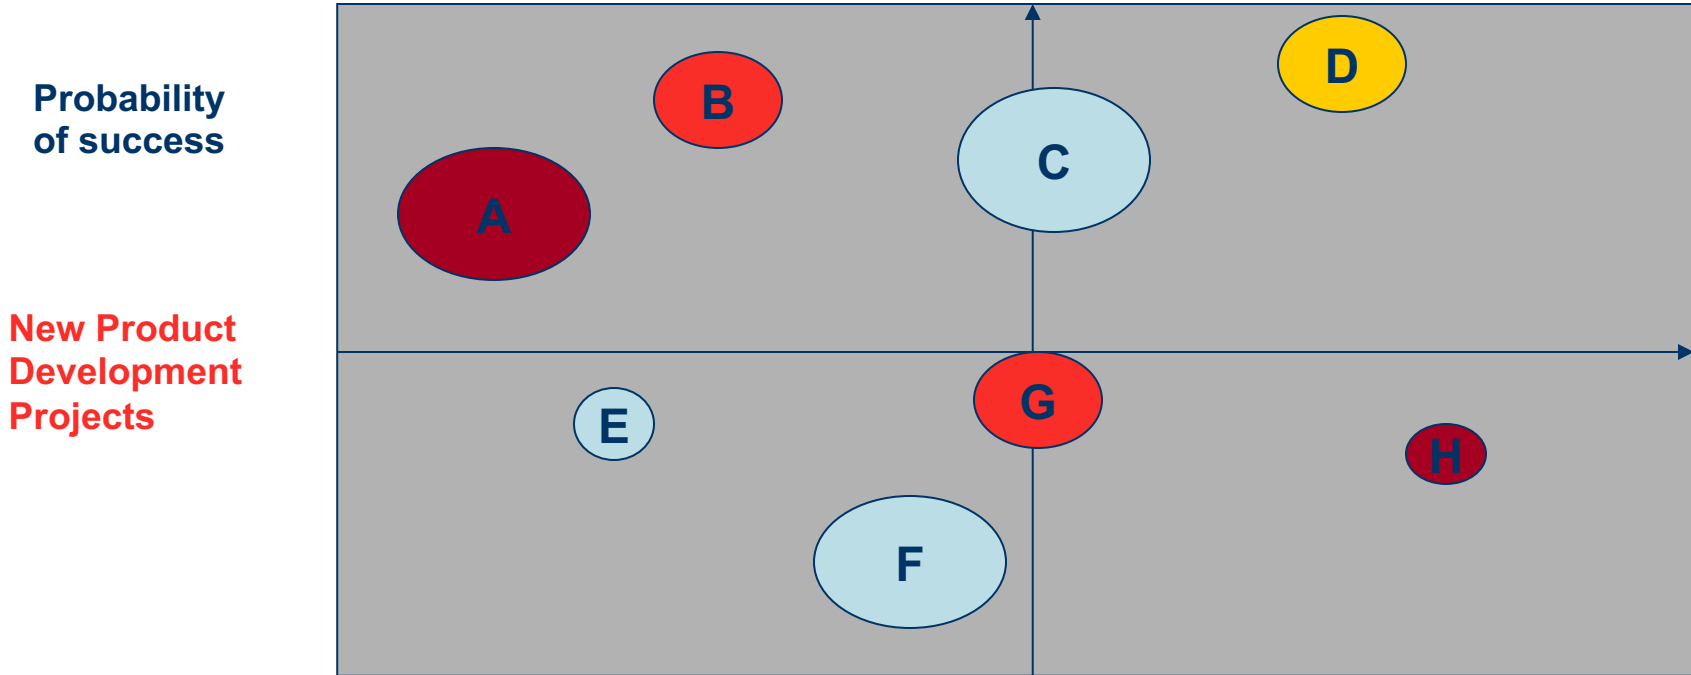 Probability
of success
New Product
Development
Projects
A
B
C
D
E
F
G
H